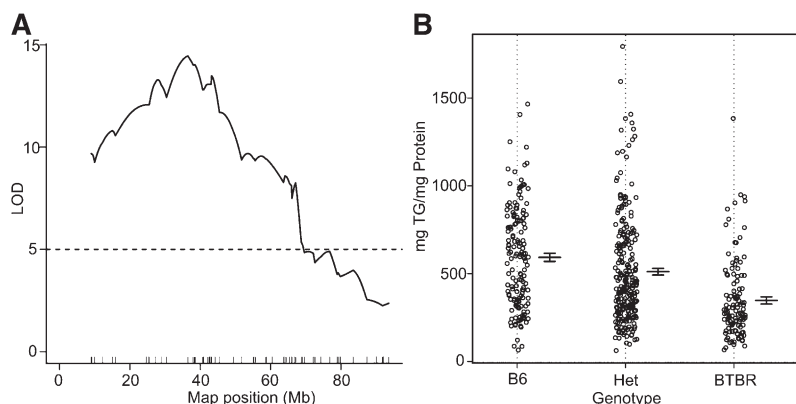 A
15
10
5
0
LOD
0 20 40 60 80
Map position (Mb)
B
1500
1000
500
0
mg TG/mg Protein
B6 Het BTBR
Genotype